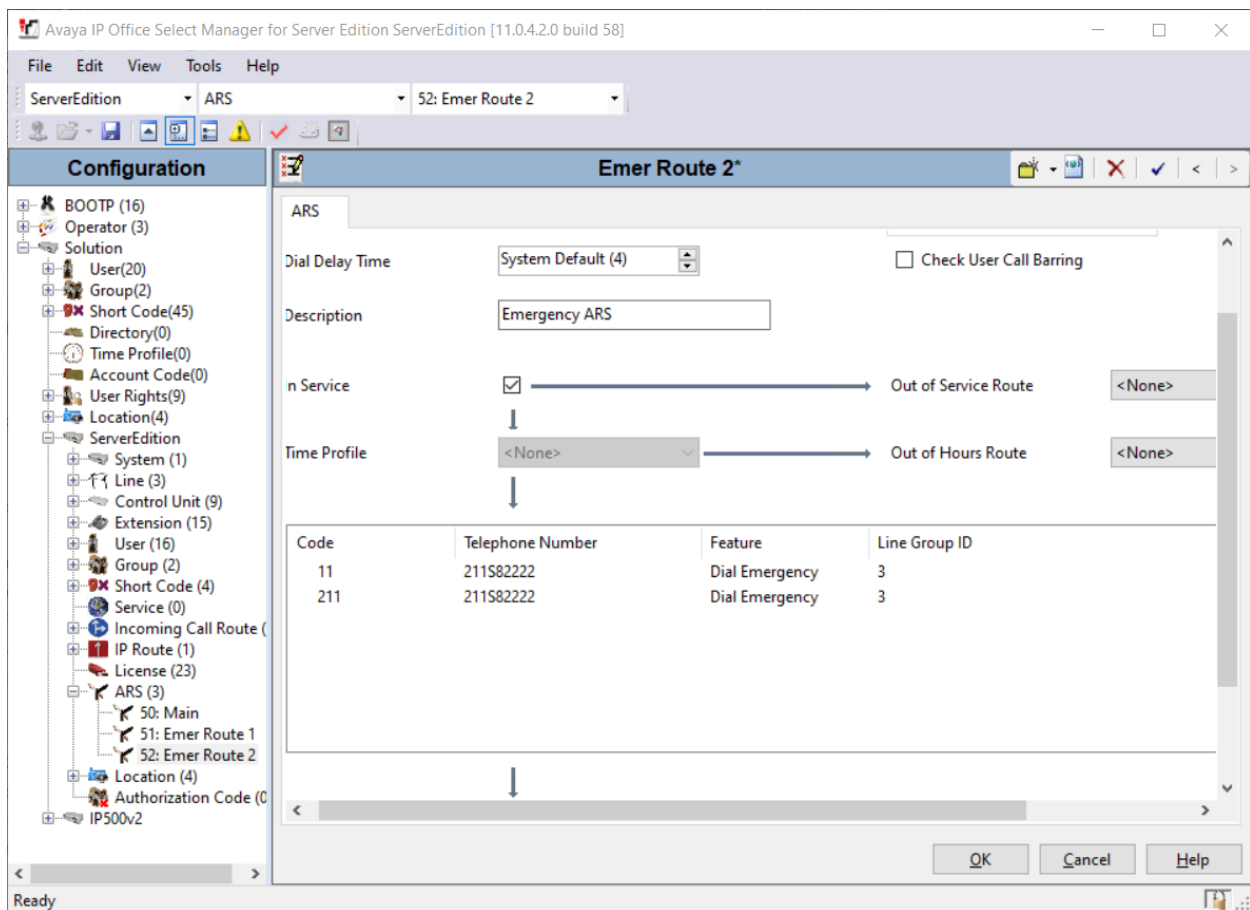 Avaya IP Office Select Manager for Server Edition ServerEdition [11.0.4.2.0 build 58]
File Edit View Tools Help
ServerEdition ARS 52: Emer Route 2
Configuration
BOOTP (16)
Operator (3)
Solution
User(20)
Group(2)
Short Code(45)
Directory(0)
Time Profile(0)
Account Code(0)
User Rights(9)
Location(4)
ServerEdition
System (1)
Line (3)
Control Unit (9)
Extension (15)
User (16)
Group (2)
Short Code (4)
Service (0)
Incoming Call Route (
IP Route (1)
License (23)
ARS (3)
50: Main
51: Emer Route 1
52: Emer Route 2
Location (4)
Authorization Code (0
IP500v2
Emer Route 2*
ARS
Dial Delay Time System Default (4) Check User Call Barring
Description Emergency ARS
n Service Out of Service Route <None>
Time Profile <None> Out of Hours Route <None>
Code Telephone Number Feature Line Group ID
11 211S82222 Dial Emergency 3
211 211S82222 Dial Emergency 3
OK Cancel Help
Ready